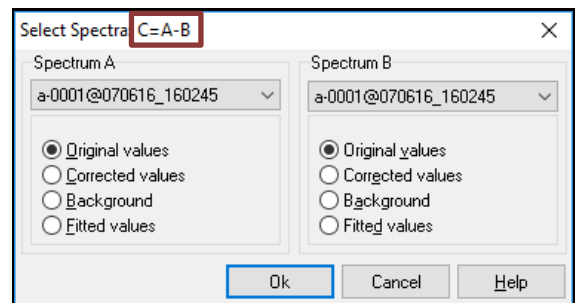 Select Spectra C=A-B
Spectrum A
a-0001@070616_160245
Original values
Corrected values
Background
Fitted values
Spectrum B
a-0001@070616_160245
Original values
Corrected values
Background
Fitted values
Ok
Cancel
Help